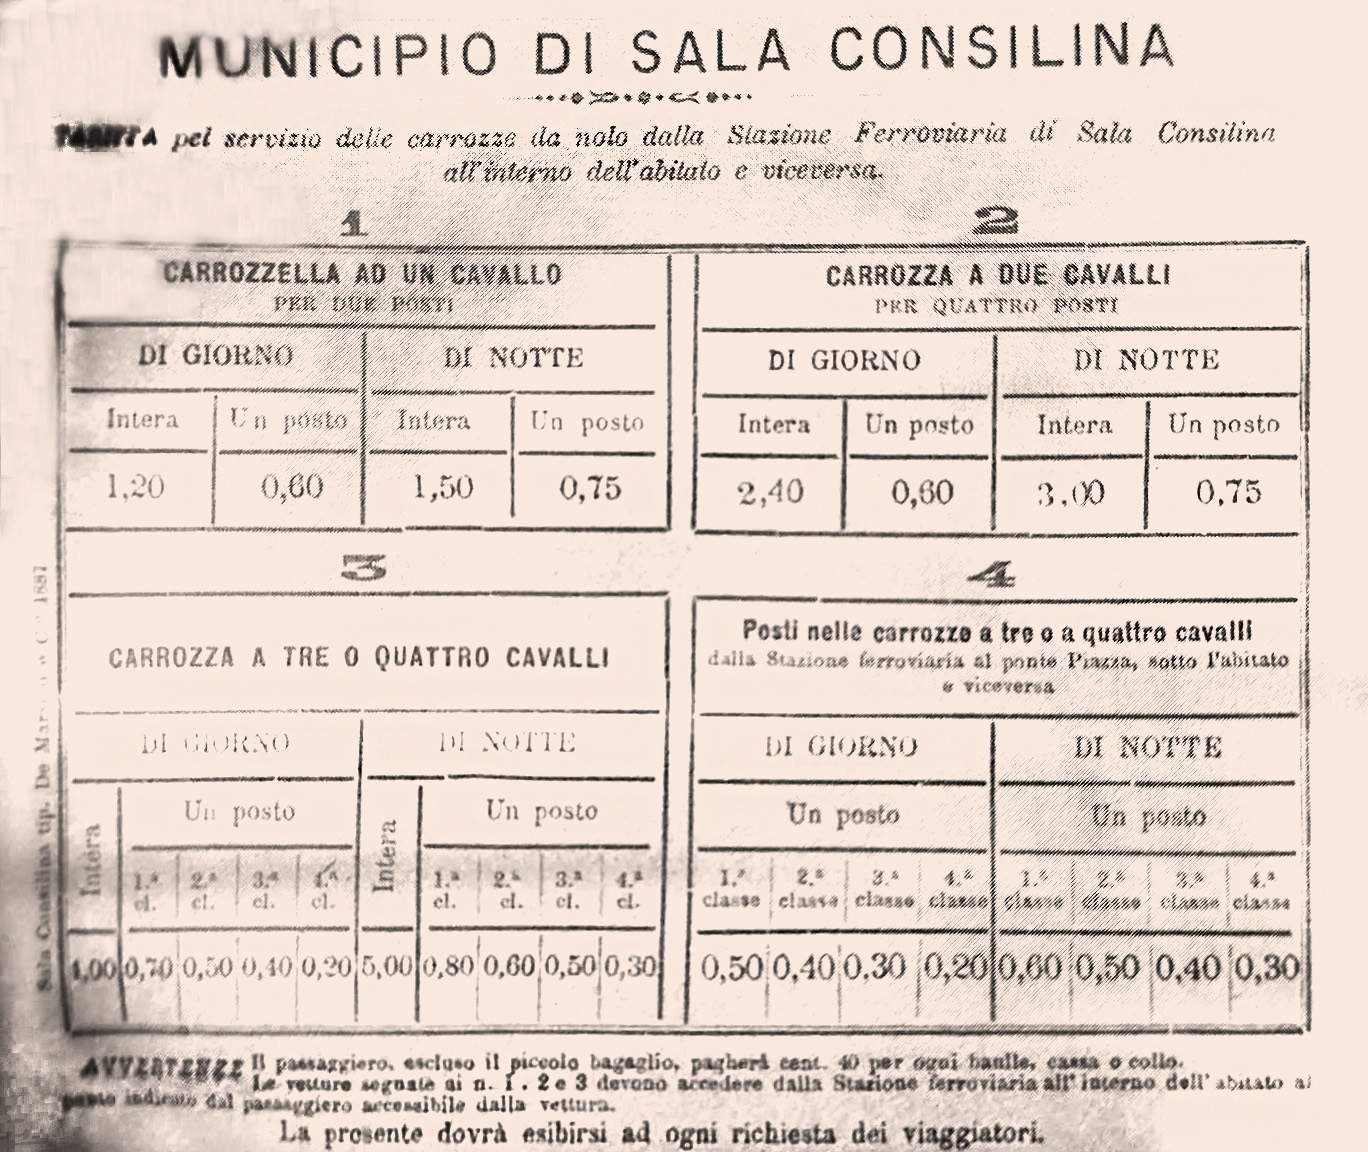 MUNICIPIO DI SALA CONSILINA
TARIFFA pel servizio delle carrozze da nolo dalla Stazione Ferroviaria di Sala Consilina
all'interno dell'abitato e viceversa.
1
CARROZZELLA AD UN CAVALLO
PER DUE POSTI
DI GIORNO DI NOTTE
Intera Un posto Intera Un posto
1,20 0,60 1,50 0,75
2
CARROZZA A DUE CAVALLI
PER QUATTRO POSTI
DI GIORNO DI NOTTE
Intera Un posto Intera Un posto
2,40 0,60 3.00 0,75
3
CARROZZA A TRE O QUATTRO CAVALLI
DI GIORNO DI NOTTE
Intera Un posto Intera Un posto
1.ª cl. 2.ª cl. 3.ª cl. 4.ª cl. 1.ª cl. 2.ª cl. 3.ª cl. 4.ª cl.
4,00 0,70 0,50 0,40 0,20 5,00 0,80 0,60 0,50 0,30
4
Posti nelle carrozze a tre o a quattro cavalli
dalla Stazione ferroviaria al ponte Piazza, sotto l'abitato
e viceversa
DI GIORNO DI NOTTE
Un posto Un posto
1.ª 2.ª 3.ª 4.ª 1.ª 2.ª 3.ª 4.ª
classe classe classe classe classe classe classe classe
0,50 0,40 0,30 0,20 0,60 0,50 0,40 0,30
Sala Consilina tip. De Mar C. 1887
AVVERTENZE Il passaggiero, escluso il piccolo bagaglio, pagherà cent. 40 per ogni baulle, cassa o collo.
Le vetture segnate ai n. 1. 2 e 3 devono accedere dalla Stazione ferroviaria all'interno dell'abitato al
punto indicato dal passaggiero accessibile dalla vettura.
La presente dovrà esibirsi ad ogni richiesta dei viaggiatori.